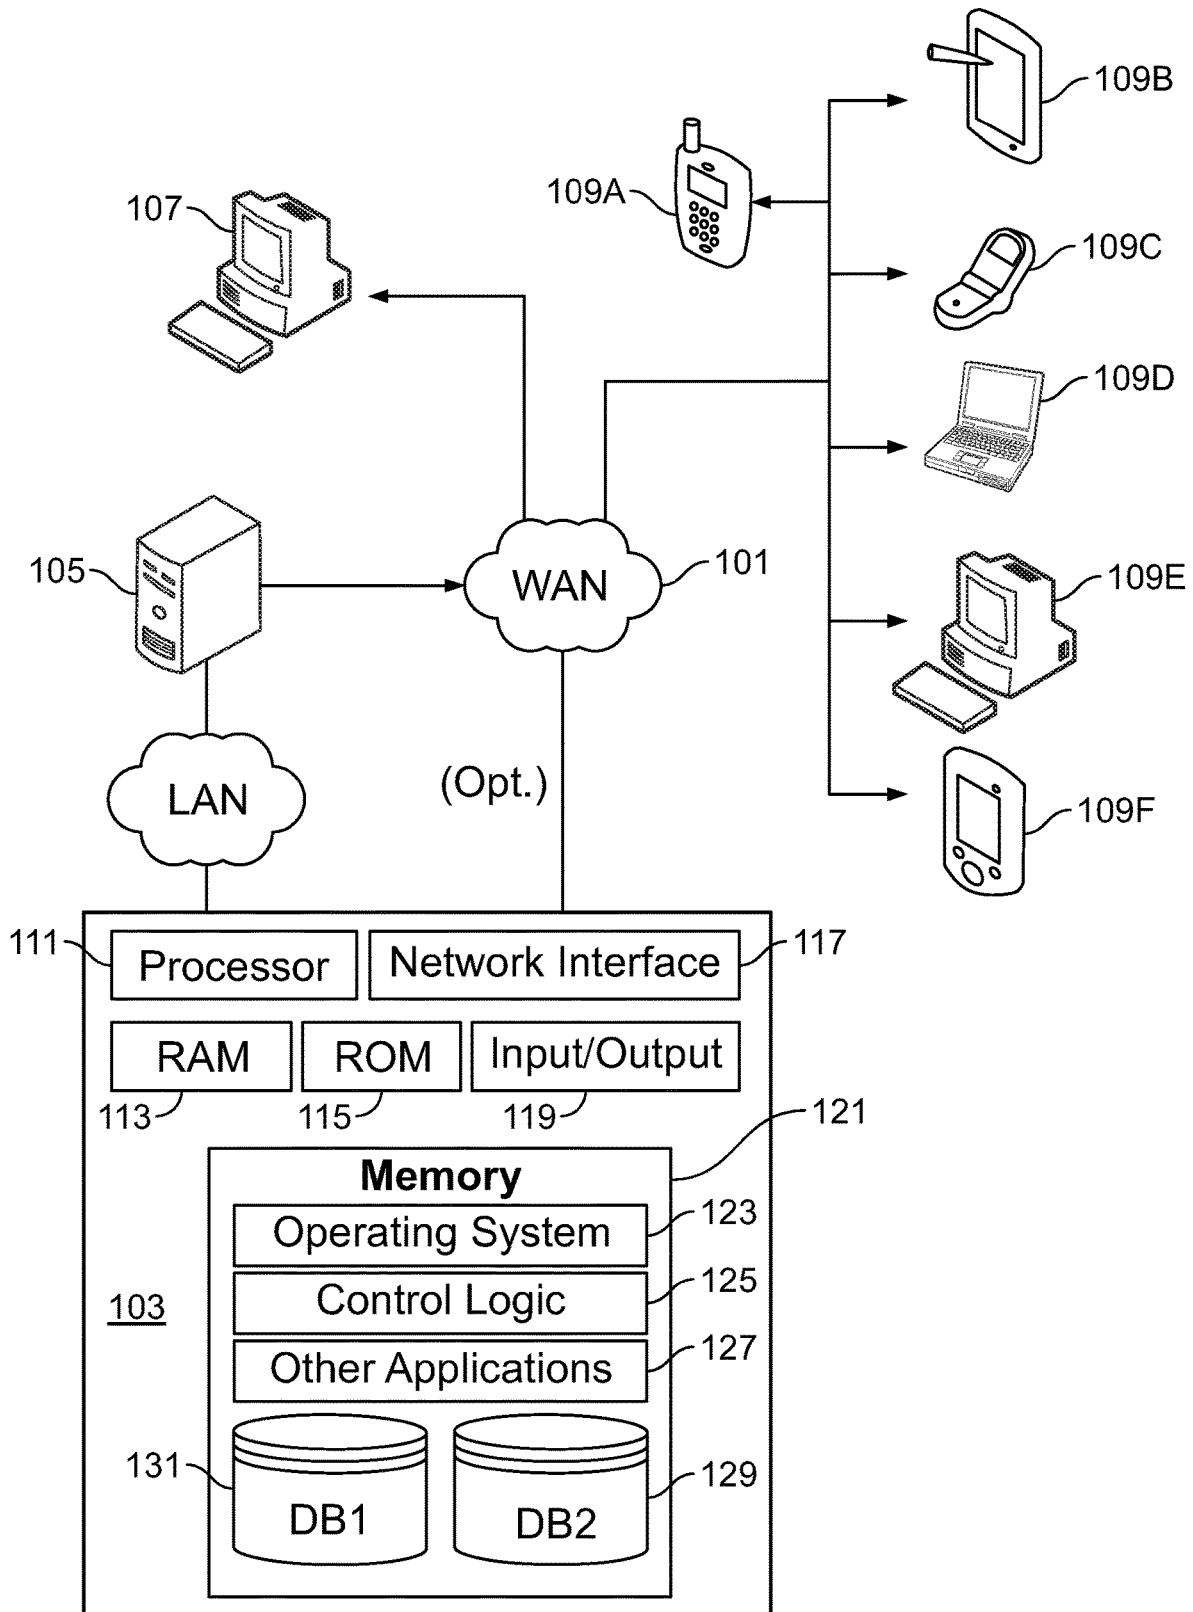 109B
109A
107
109C
109D
105
WAN
101
109E
LAN
(Opt.)
109F
111
Processor
Network Interface
117
RAM
ROM
Input/Output
113
115
119
121
Memory
Operating System
123
Control Logic
125
103
Other Applications
127
131
DB1
DB2
129